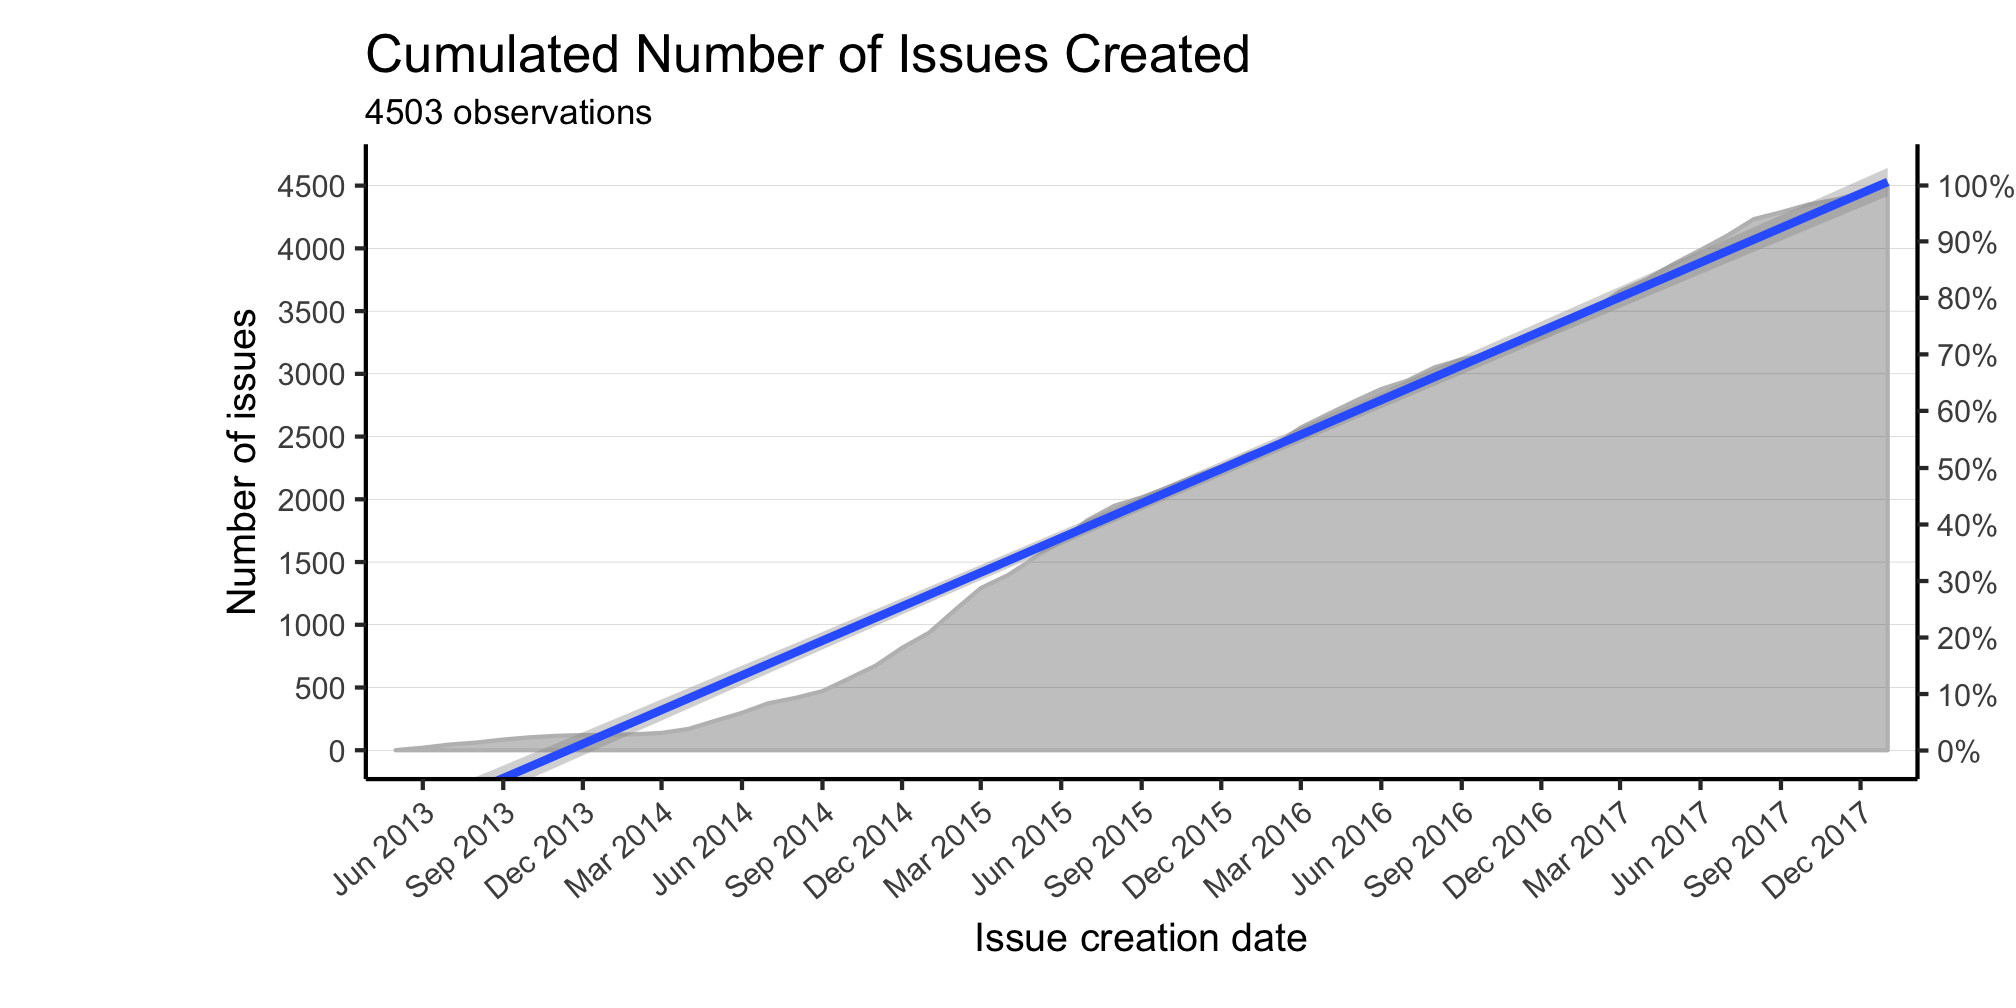 Cumulated Number of Issues Created
4503 observations
Number of issues
4500
4000
3500
3000
2500
2000
1500
1000
500
0
100%
90%
80%
70%
60%
50%
40%
30%
20%
10%
0%
Jun 2013
Sep 2013
Dec 2013
Mar 2014
Jun 2014
Sep 2014
Dec 2014
Mar 2015
Jun 2015
Sep 2015
Dec 2015
Mar 2016
Jun 2016
Sep 2016
Dec 2016
Mar 2017
Jun 2017
Sep 2017
Dec 2017
Issue creation date